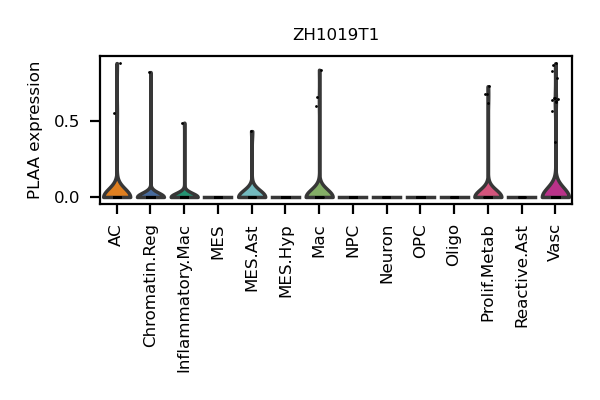 ZH1019T1
PLAA expression
0.5
0.0
AC
Chromatin.Reg
Inflammatory.Mac
MES
MES.Ast
MES.Hyp
Mac
NPC
Neuron
OPC
Oligo
Prolif.Metab
Reactive.Ast
Vasc